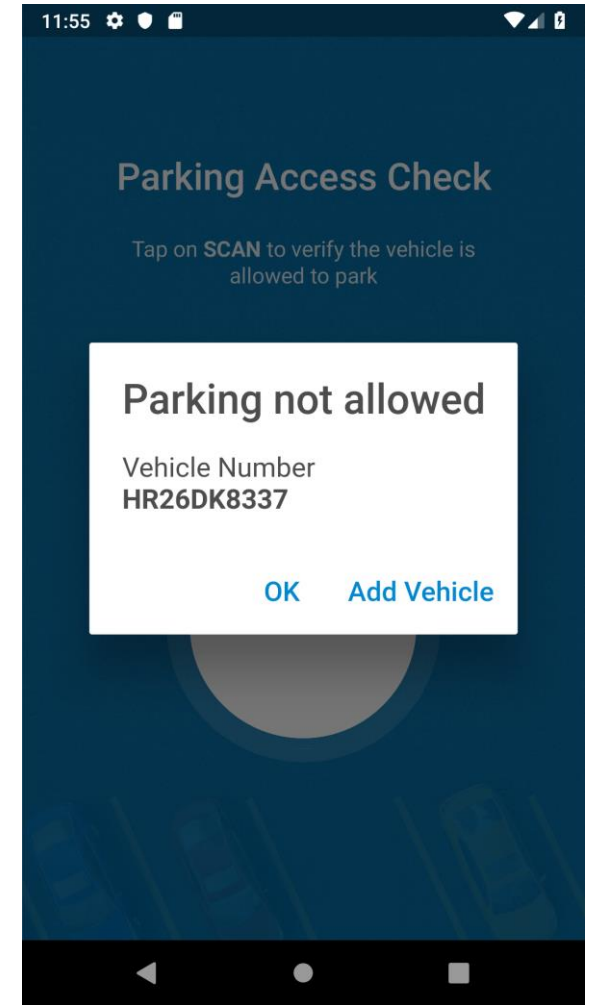 11:55
Parking Access Check
Tap on SCAN to verify the vehicle is
allowed to park
Parking not allowed
Vehicle Number
HR26DK8337
OK Add Vehicle